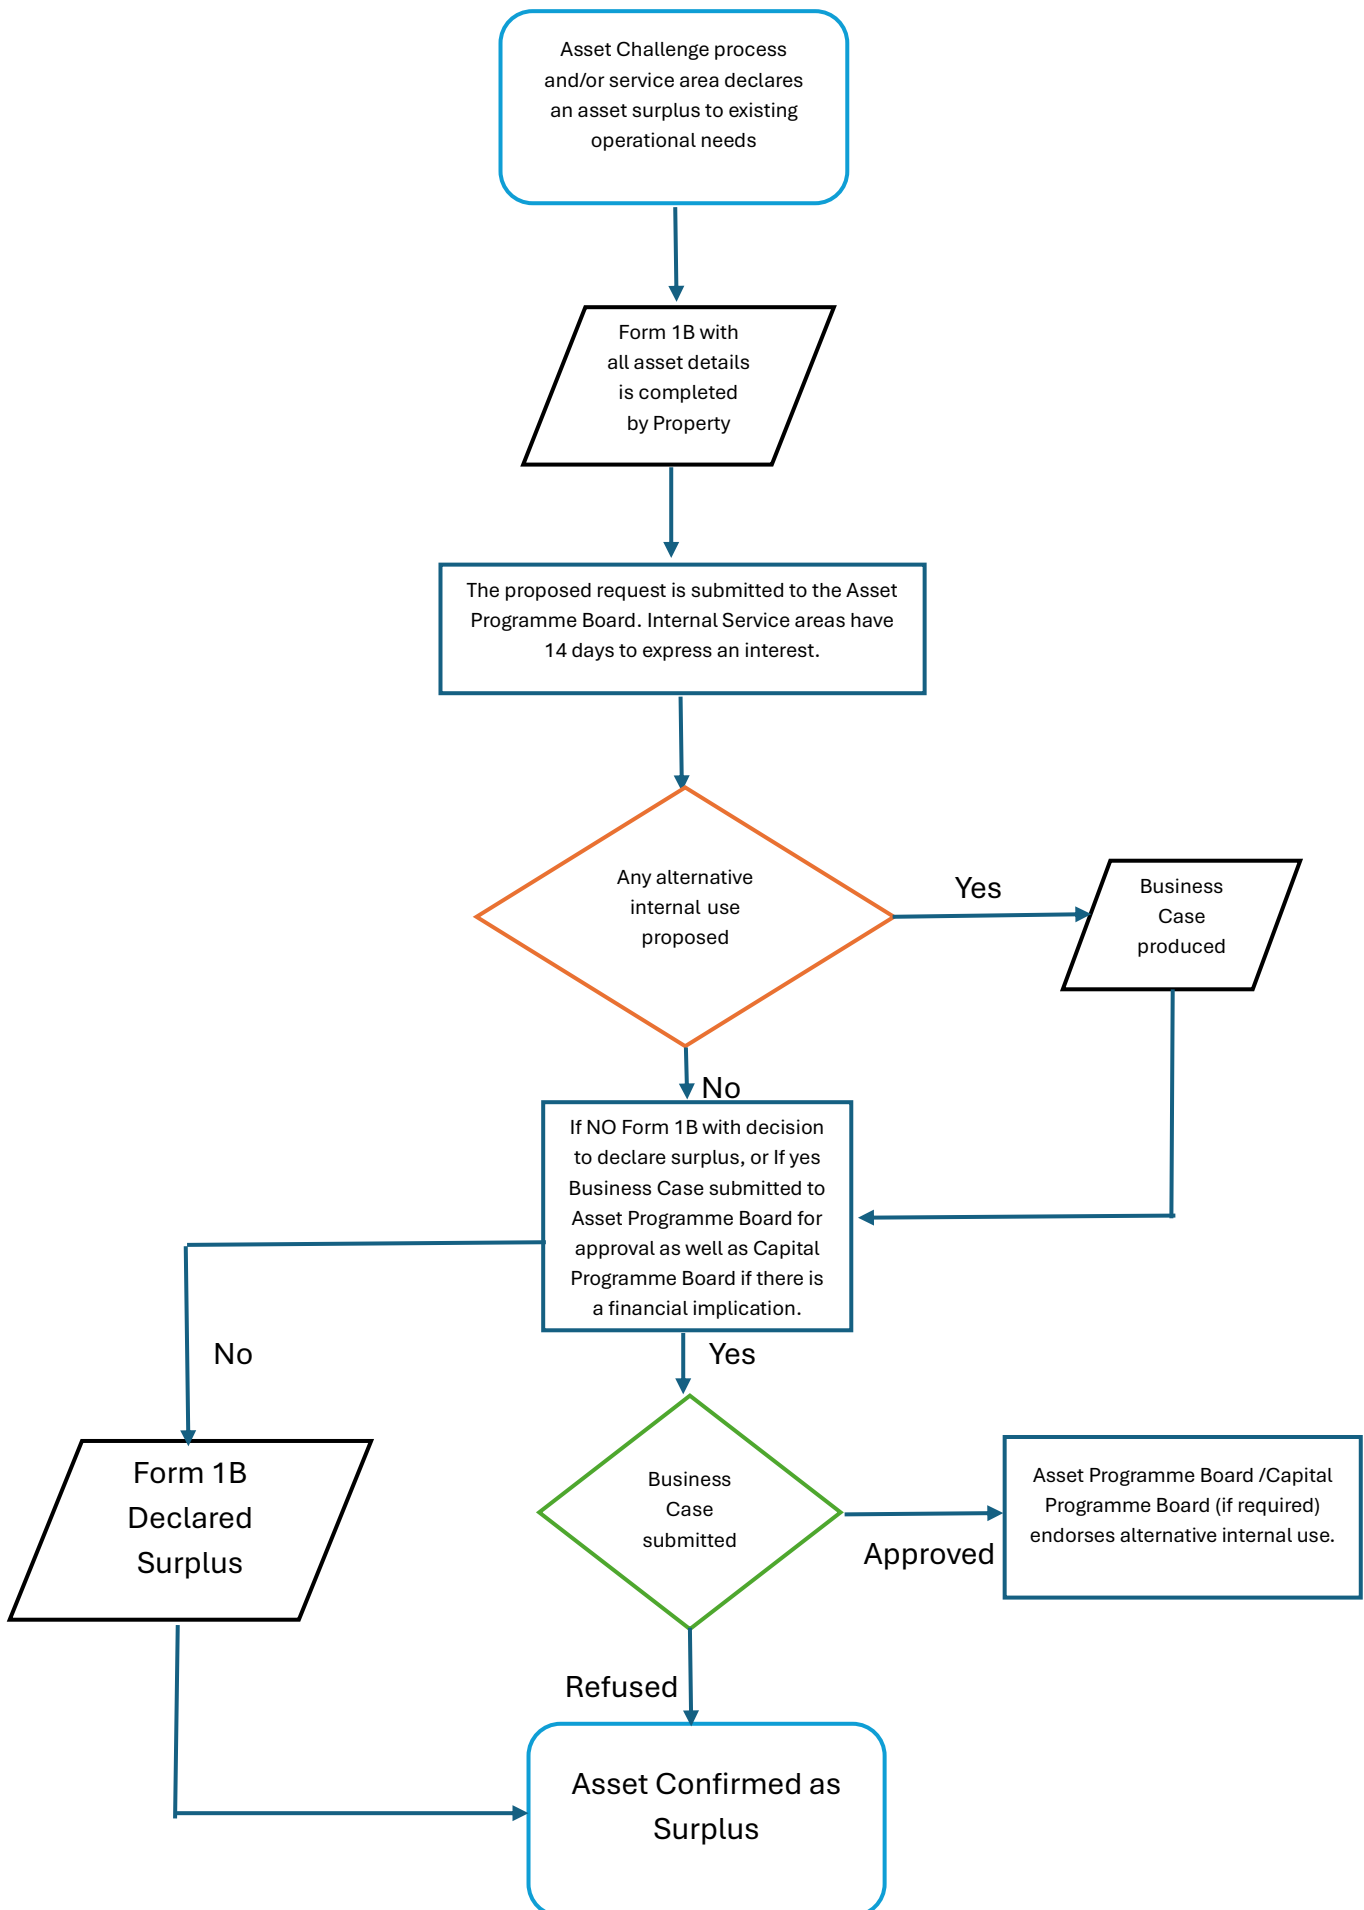 Asset Challenge process
and/or service area declares
an asset surplus to existing
operational needs
Form 1B with
all asset details
is completed
by Property
The proposed request is submitted to the Asset
Programme Board. Internal Service areas have
14 days to express an interest.
Any alternative
internal use
proposed
Yes
Business
Case
produced
No
If NO Form 1B with decision
to declare surplus, or If yes
Business Case submitted to
Asset Programme Board for
approval as well as Capital
Programme Board if there is
a financial implication.
No
Yes
Form 1B
Declared
Surplus
Business
Case
submitted
Approved
Asset Programme Board /Capital
Programme Board (if required)
endorses alternative internal use.
Refused
Asset Confirmed as
Surplus